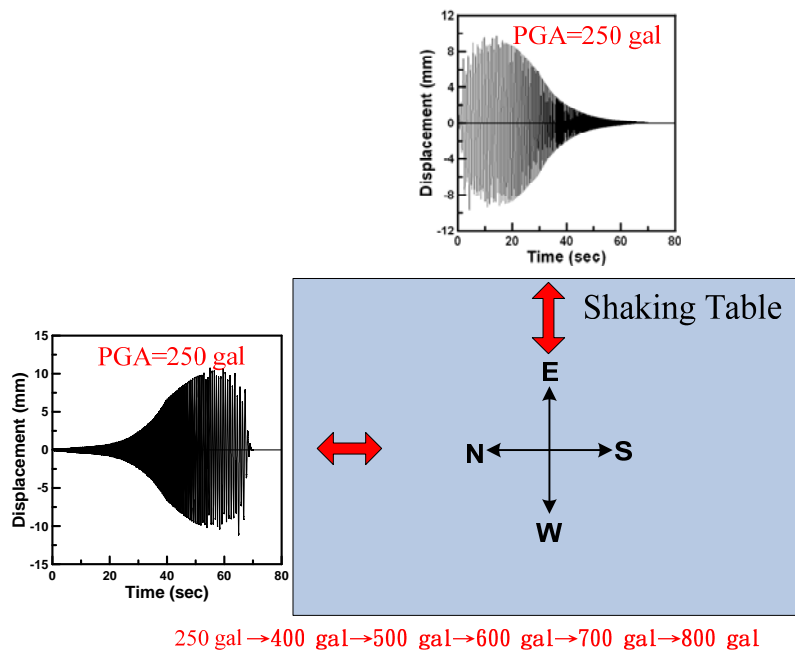 PGA=250 gal
12
8
4
0
-4
-8
-12
Displacement (mm)
0 20 40 60 80
Time (sec)
Shaking Table
E
N S
W
PGA=250 gal
15
10
5
0
-5
-10
-15
Displacement (mm)
0 20 40 60 80
Time (sec)
250 gal→400 gal→500 gal→600 gal→700 gal→800 gal